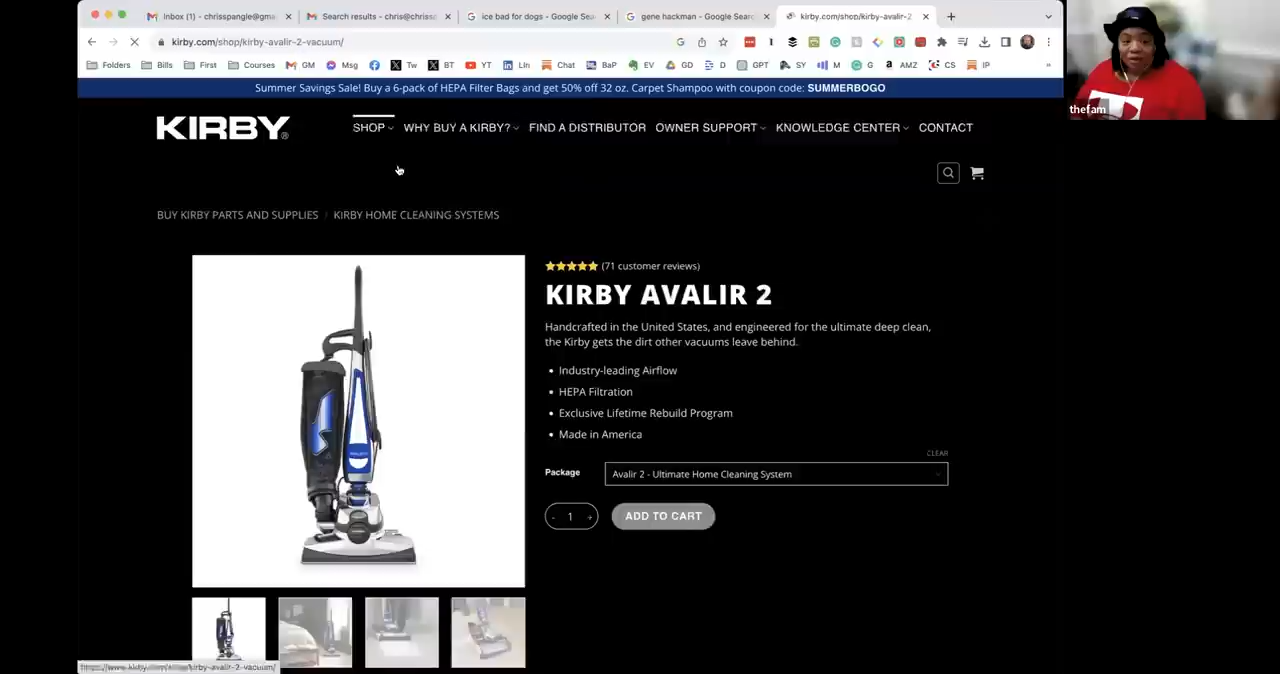 Inbox (1) - chrisspangle@gma
Search results - chris@chriss
ice bad for dogs - Google Sea
gene hackman - Google Searc
kirby.com/shop/kirby-avalir-2
kirby.com/shop/kirby-avalir-2-vacuum/
Folders Bills First Courses GM Msg Tw BT YT LIn Chat BaP EV GD D GPT SY M G AMZ CS IP »
Summer Savings Sale! Buy a 6-pack of HEPA Filter Bags and get 50% off 32 oz. Carpet Shampoo with coupon code: SUMMERBOGO
thefam
KIRBY®
SHOP WHY BUY A KIRBY? FIND A DISTRIBUTOR OWNER SUPPORT KNOWLEDGE CENTER CONTACT
BUY KIRBY PARTS AND SUPPLIES / KIRBY HOME CLEANING SYSTEMS
(71 customer reviews)
KIRBY AVALIR 2
Handcrafted in the United States, and engineered for the ultimate deep clean,
the Kirby gets the dirt other vacuums leave behind.
• Industry-leading Airflow
• HEPA Filtration
• Exclusive Lifetime Rebuild Program
• Made in America
CLEAR
Package Avalir 2 - Ultimate Home Cleaning System
- 1 + ADD TO CART